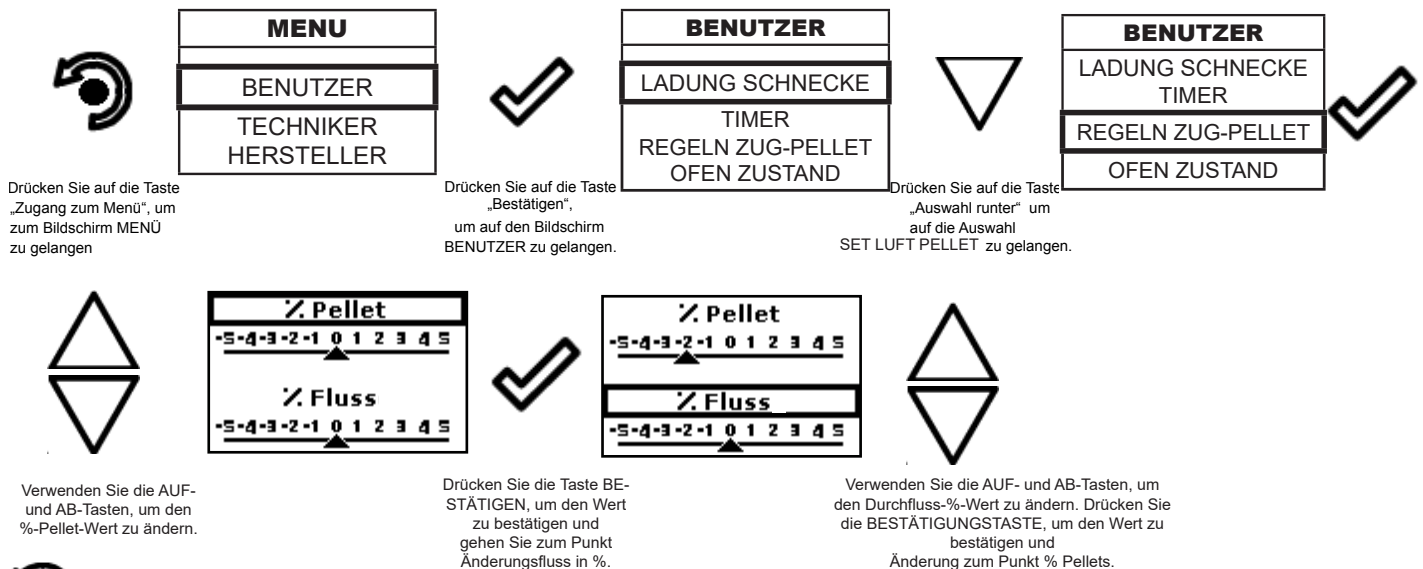 MENU
BENUTZER
TECHNIKER
HERSTELLER
Drücken Sie auf die Taste
„Zugang zum Menü", um
zum Bildschirm MENÜ
zu gelangen
Drücken Sie auf die Taste
„Bestätigen",
um auf den Bildschirm
BENUTZER zu gelangen.
BENUTZER
LADUNG SCHNECKE
TIMER
REGELN ZUG-PELLET
OFEN ZUSTAND
Drücken Sie auf die Taste
„Auswahl runter" um
auf die Auswahl
SET LUFT PELLET zu gelangen.
BENUTZER
LADUNG SCHNECKE
TIMER
REGELN ZUG-PELLET
OFEN ZUSTAND
% Pellet
-5-4-3-2-1 0 1 2 3 4 5
% Fluss
-5-4-3-2-1 0 1 2 3 4 5
% Pellet
-5-4-3-2-1 0 1 2 3 4 5
% Fluss
-5-4-3-2-1 0 1 2 3 4 5
Verwenden Sie die AUF-
und AB-Tasten, um den
%-Pellet-Wert zu ändern.
Drücken Sie die Taste BE-
STÄTIGEN, um den Wert
zu bestätigen und
gehen Sie zum Punkt
Änderungsfluss in %.
Verwenden Sie die AUF- und AB-Tasten, um
den Durchfluss-%-Wert zu ändern. Drücken Sie
die BESTÄTIGUNGSTASTE, um den Wert zu
bestätigen und
Änderung zum Punkt % Pellets.